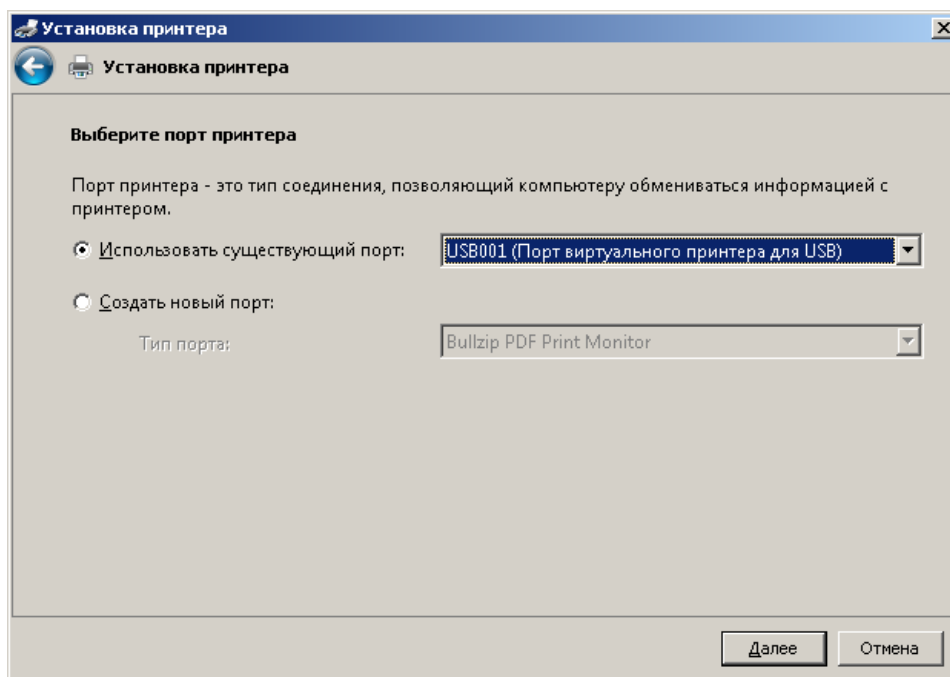 Установка принтера
Установка принтера
Выберите порт принтера
Порт принтера - это тип соединения, позволяющий компьютеру обмениваться информацией с
принтером.
Использовать существующий порт: USB001 (Порт виртуального принтера для USB)
Создать новый порт:
Тип порта: Bullzip PDF Print Monitor
Далее Отмена